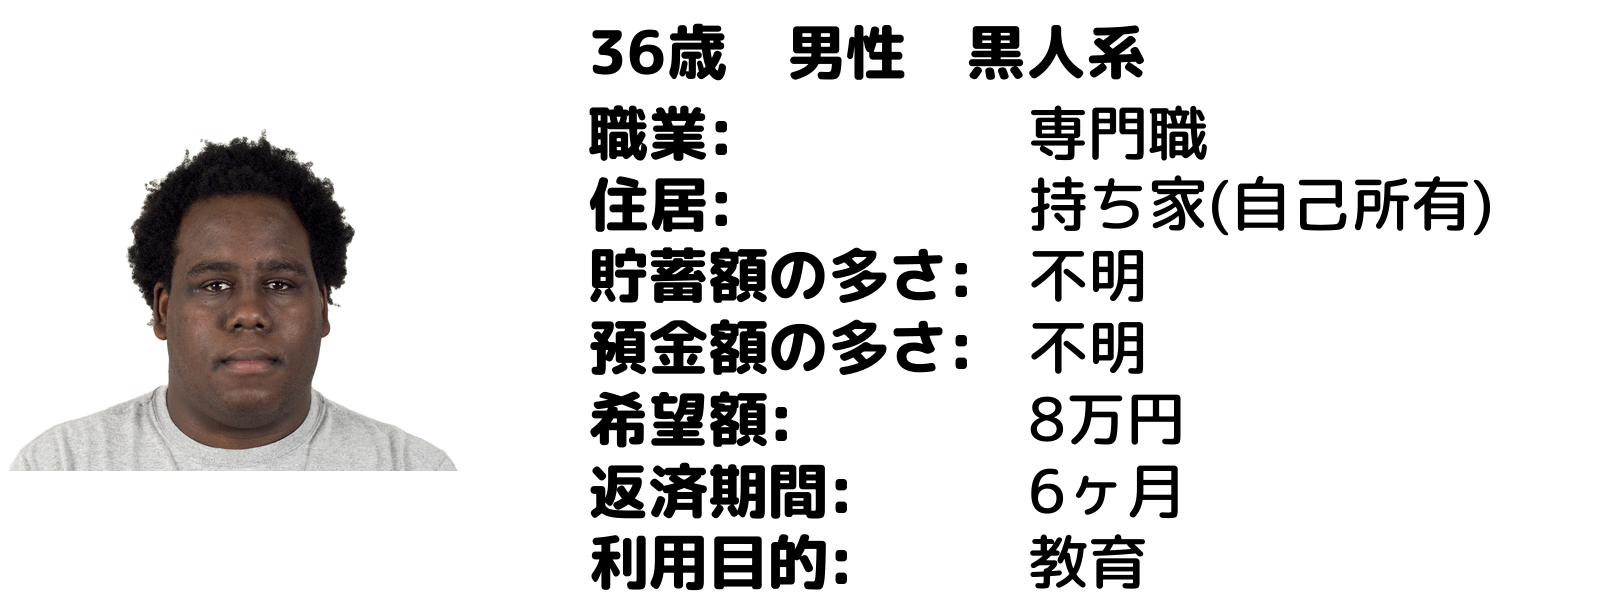 36歳　男性　黒人系
職業:　専門職
住居:　持ち家(自己所有)
貯蓄額の多さ:　不明
預金額の多さ:　不明
希望額:　8万円
返済期間:　6ヶ月
利用目的:　教育